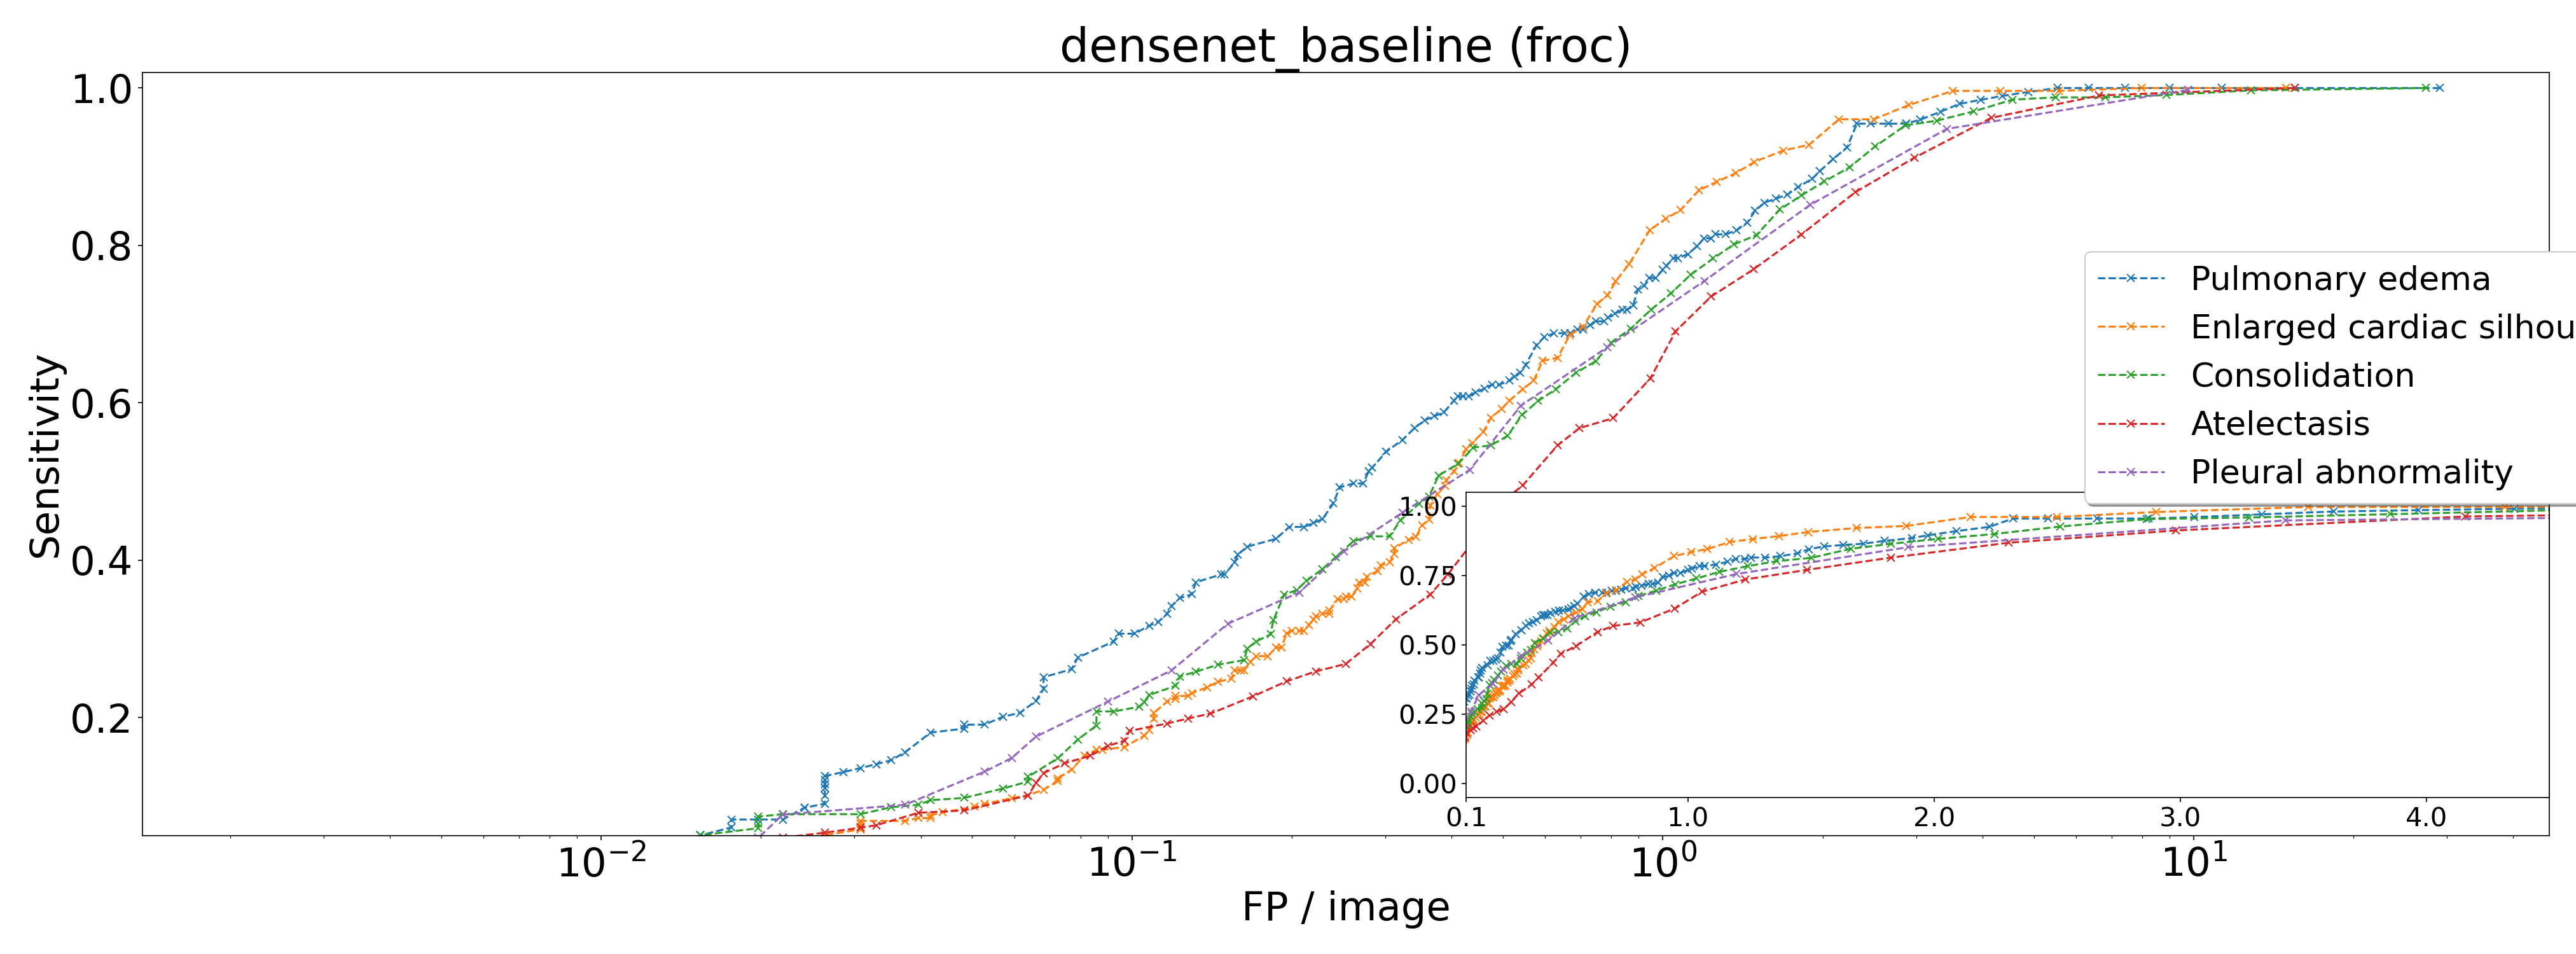 densenet_baseline (froc)
1.0
0.8
0.6
0.4
0.2
Sensitivity
Pulmonary edema
Enlarged cardiac silhou
Consolidation
Atelectasis
Pleural abnormality
1.00
0.75
0.50
0.25
0.00
0.1 1.0 2.0 3.0 4.0
10⁻² 10⁻¹ 10⁰ 10¹
FP / image